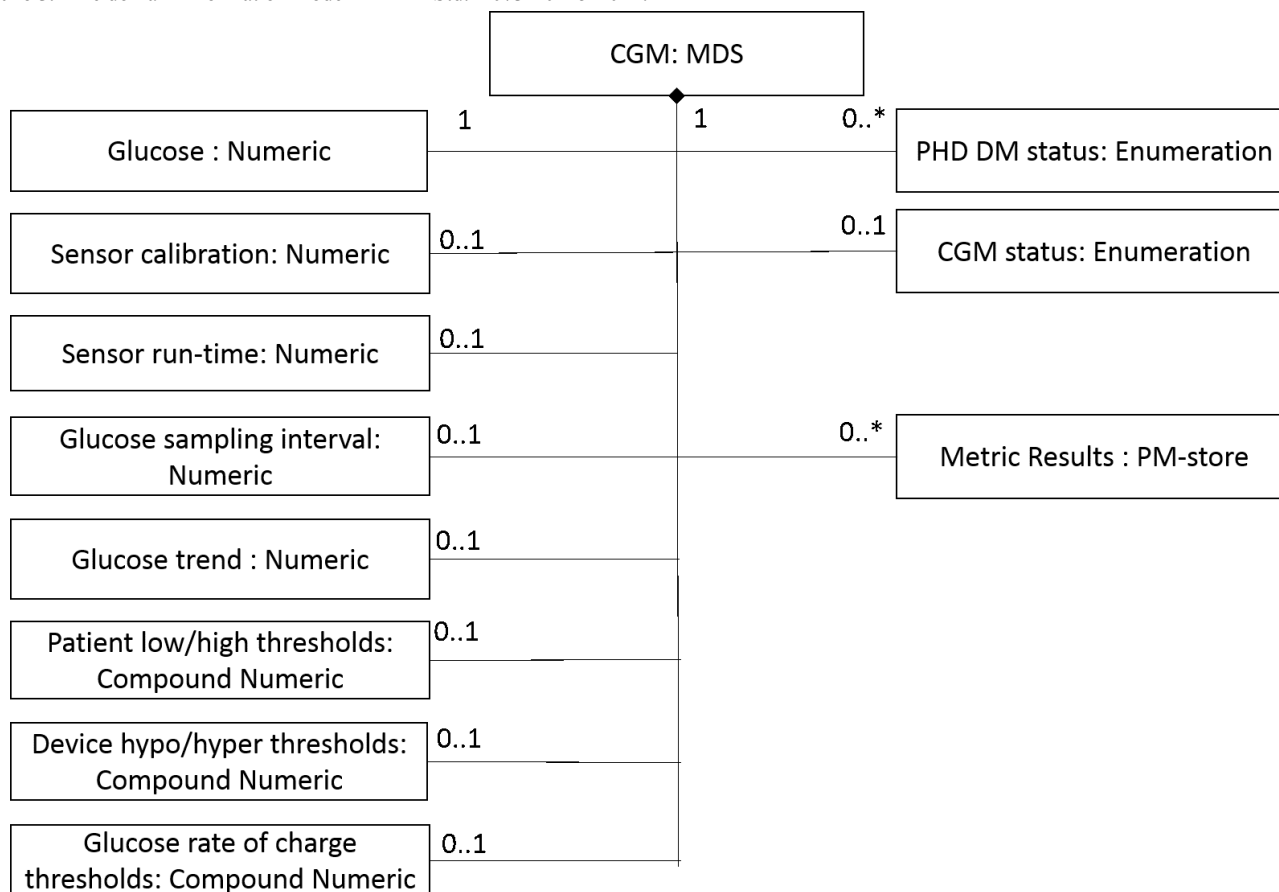 CGM: MDS
1
1
0..*
Glucose : Numeric
PHD DM status: Enumeration
0..1
0..1
Sensor calibration: Numeric
CGM status: Enumeration
0..1
Sensor run-time: Numeric
0..1
0..*
Glucose sampling interval:
Numeric
Metric Results : PM-store
0..1
Glucose trend : Numeric
0..1
Patient low/high thresholds:
Compound Numeric
0..1
Device hypo/hyper thresholds:
Compound Numeric
0..1
Glucose rate of charge
thresholds: Compound Numeric